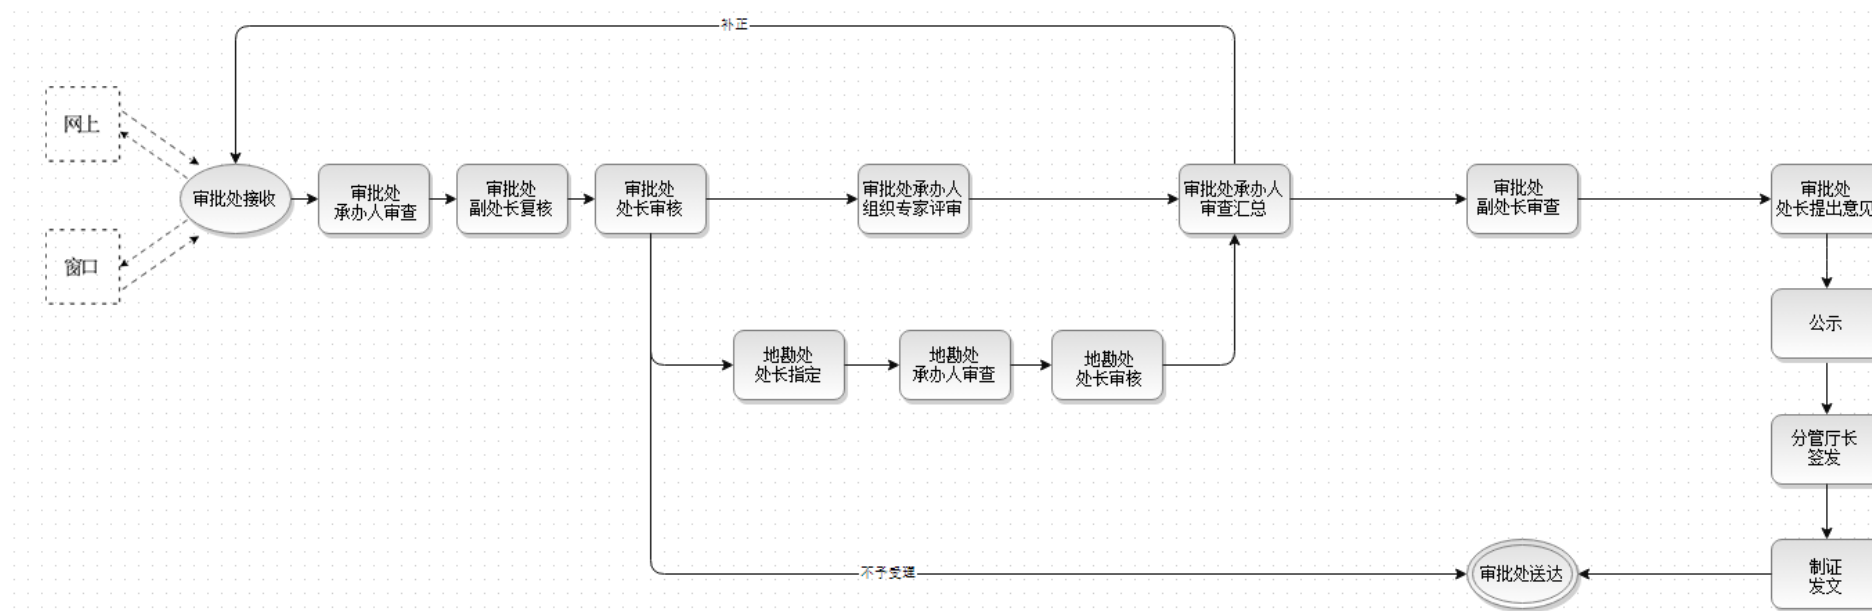 补正
网上
审批处接收
窗口
审批处
承办人审查
审批处
副处长复核
审批处
处长审核
审批处承办人
组织专家评审
审批处承办人
审查汇总
审批处
副处长审查
审批处
处长提出意见
地勘处
处长指定
地勘处
承办人审查
地勘处
处长审核
公示
分管厅长
签发
不予受理
审批处送达
制证
发文